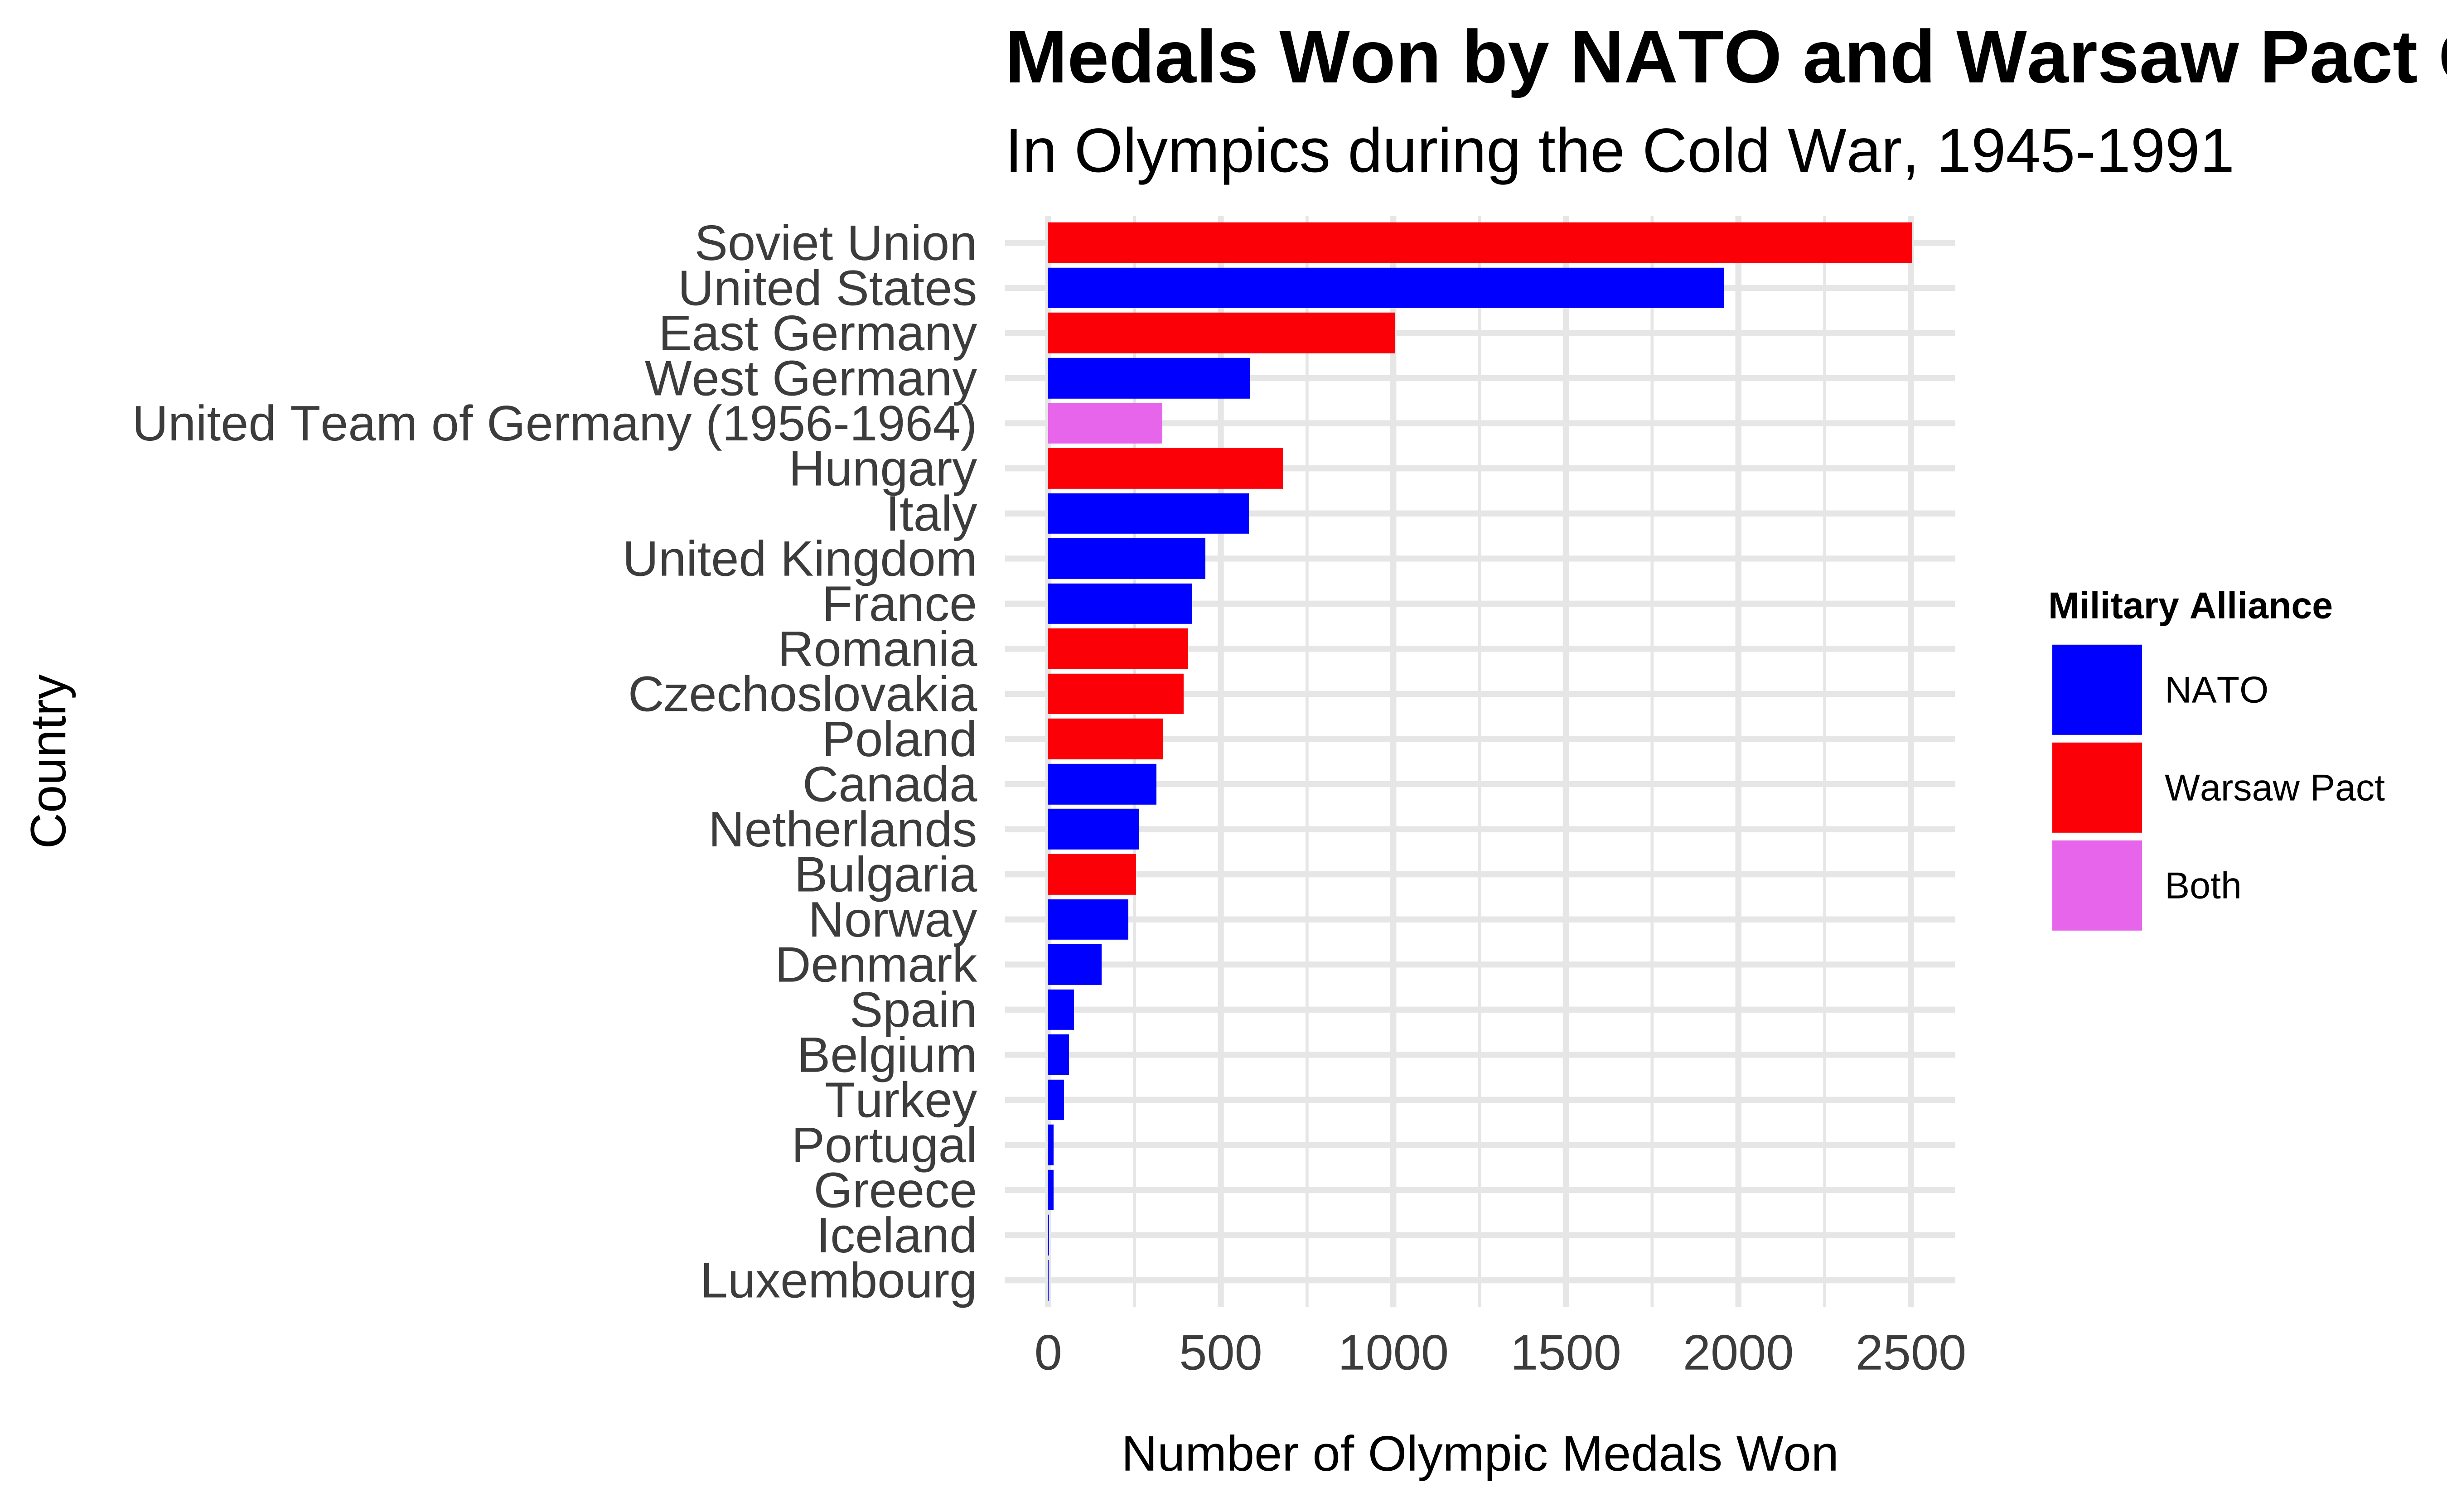 Medals Won by NATO and Warsaw Pact
In Olympics during the Cold War, 1945-1991
Country
Soviet Union
United States
East Germany
West Germany
United Team of Germany (1956-1964)
Hungary
Italy
United Kingdom
France
Romania
Czechoslovakia
Poland
Canada
Netherlands
Bulgaria
Norway
Denmark
Spain
Belgium
Turkey
Portugal
Greece
Iceland
Luxembourg
0 500 1000 1500 2000 2500
Number of Olympic Medals Won
Military Alliance
NATO
Warsaw Pact
Both